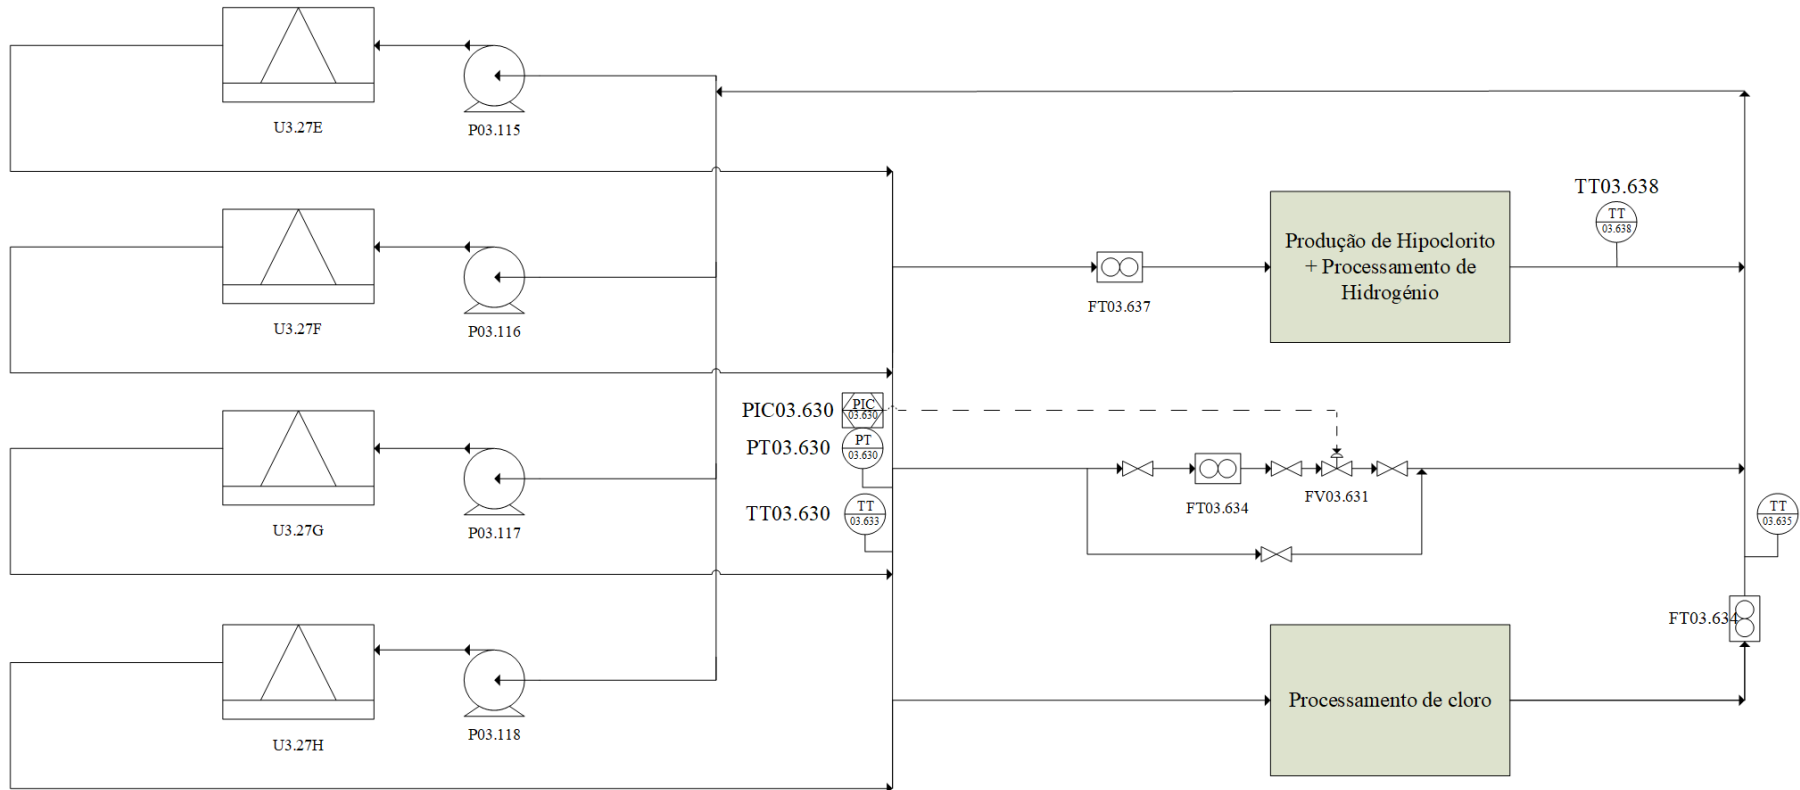 U3.27E
P03.115
U3.27F
P03.116
U3.27G
P03.117
U3.27H
P03.118
PIC03.630
PIC
03.630
PT03.630
PT
03.630
TT03.630
TT
03.633
FT03.637
Produção de Hipoclorito
+ Processamento de
Hidrogénio
TT03.638
TT
03.638
FT03.634
FV03.631
TT
03.635
FT03.634
Processamento de cloro